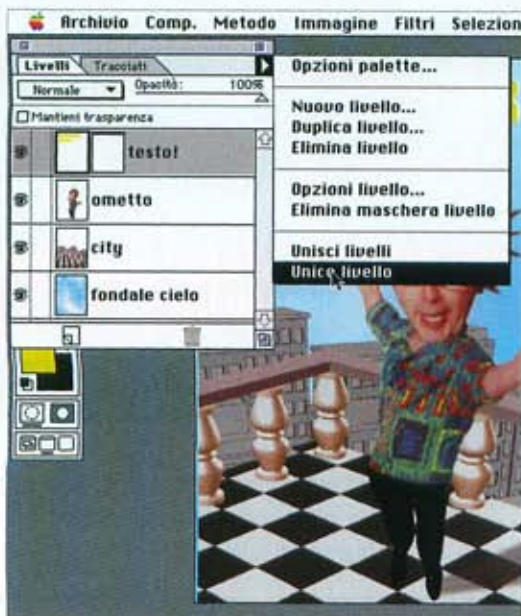 Archivio Comp. Metodo Immagine Filtri Selezion
Livelli Tracciati
Normale Opacità: 100%
Mantieni trasparenza
testo!
ometto
city
fondale cielo
Opzioni palette...
Nuovo livello...
Duplica livello...
Elimina livello
Opzioni livello...
Elimina maschera livello
Unisci livelli
Unico livello